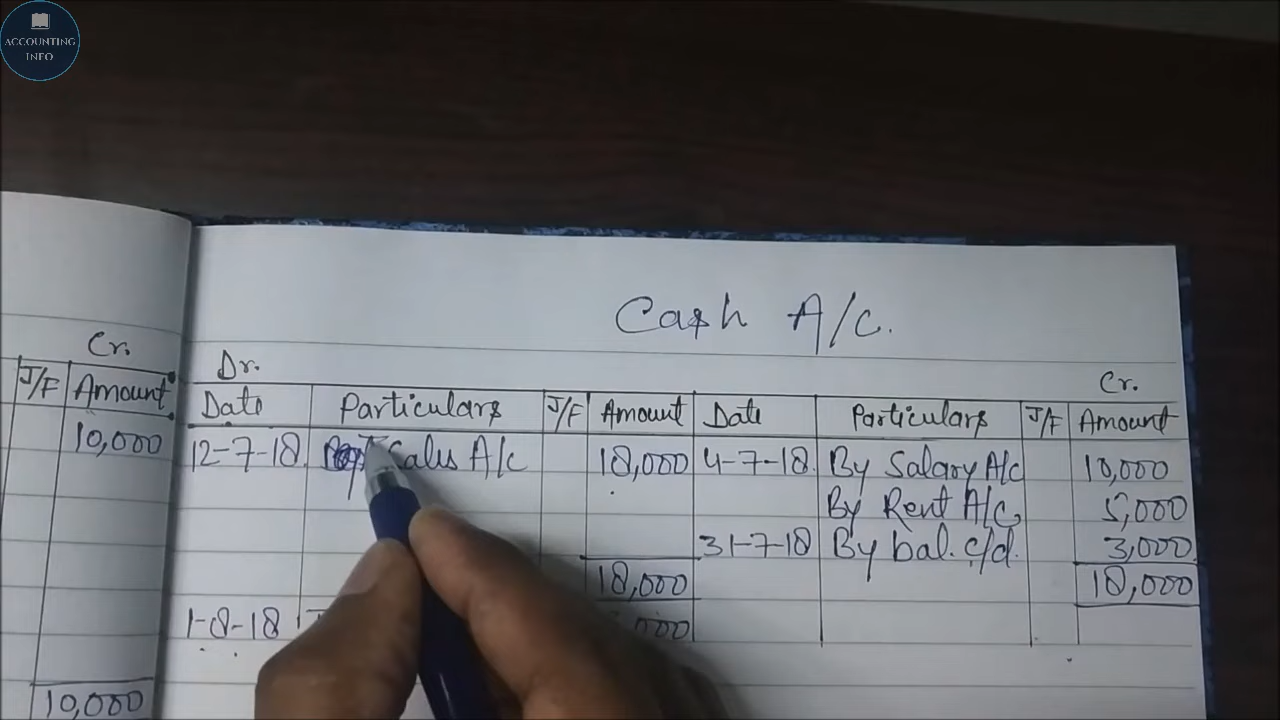 ACCOUNTING
INFO
Cash A/c.
Cr.
J/F Amount
10,000
10,000
Dr. Cr.
Date Particulars J/F Amount Date Particulars J/F Amount
12-7-18 Sales A/c 18,000 4-7-18 By Salary A/c 10,000
By Rent A/c 5,000
31-7-18 By bal. c/d. 3,000
18,000 18,000
1-8-18